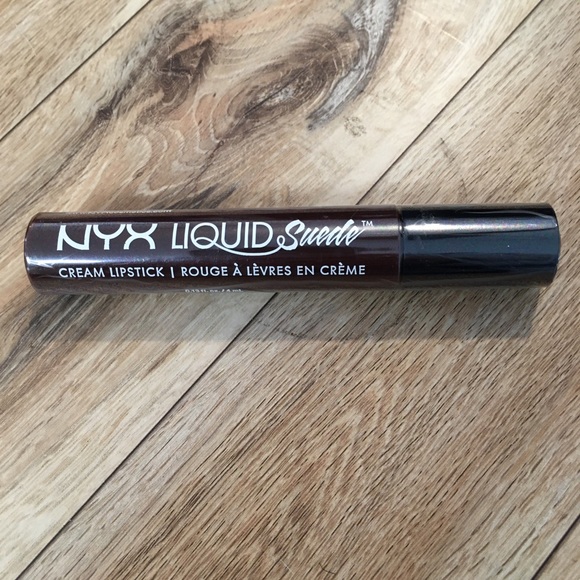 NYX LIQUID Suede™
CREAM LIPSTICK | ROUGE À LÈVRES EN CRÈME